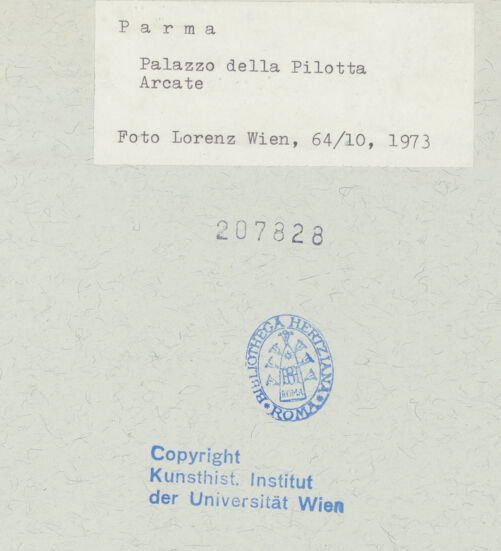 P a r m a
Palazzo della Pilotta
Arcate
Foto Lorenz Wien, 64/10, 1973
207828
BIBLIOTHECA HERTZIANA
ROMA
ROMA
Copyright
Kunsthist. Institut
der Universität Wien